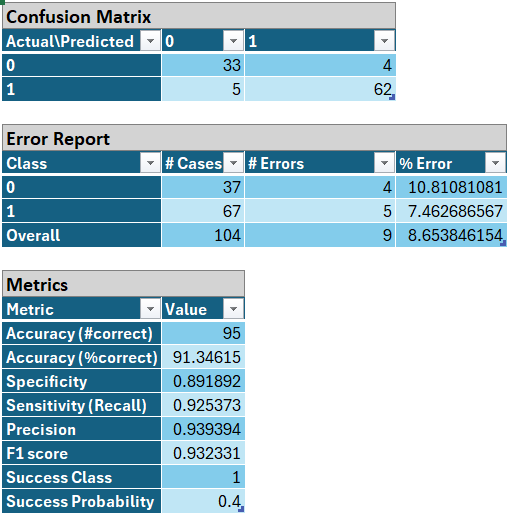 Confusion Matrix
Actual\Predicted 0 1
0 33 4
1 5 62
Error Report
Class # Cases # Errors % Error
0 37 4 10.81081081
1 67 5 7.462686567
Overall 104 9 8.653846154
Metrics
Metric Value
Accuracy (#correct) 95
Accuracy (%correct) 91.34615
Specificity 0.891892
Sensitivity (Recall) 0.925373
Precision 0.939394
F1 score 0.932331
Success Class 1
Success Probability 0.4